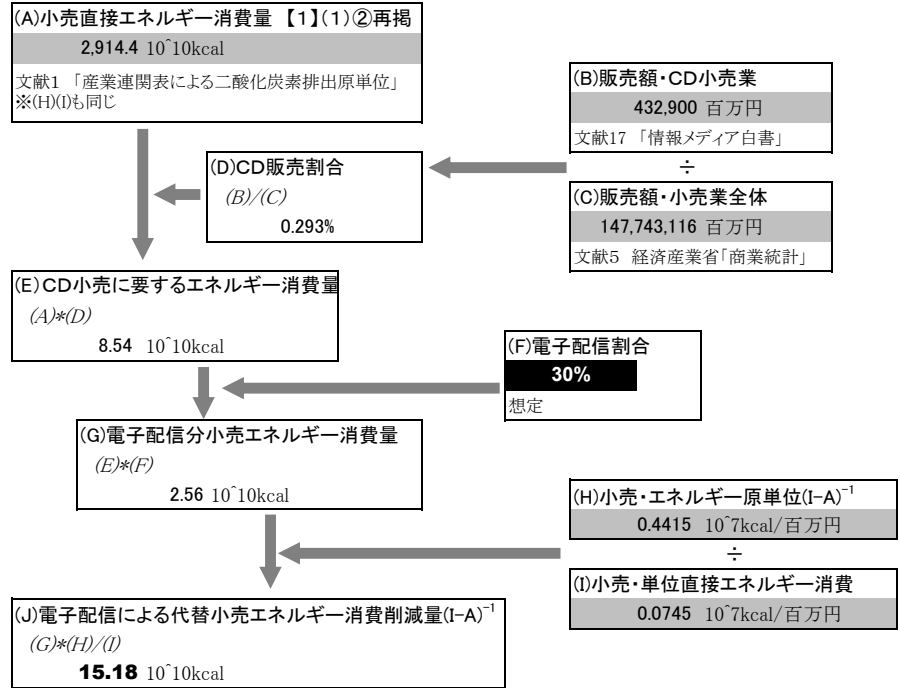 (A)小売直接エネルギー消費量 【1】(1)②再掲
2,914.4 10^10kcal
文献1 「産業連関表による二酸化炭素排出原単位」
※(H)(I)も同じ
(B)販売額・CD小売業
432,900 百万円
文献17 「情報メディア白書」
÷
(C)販売額・小売業全体
147,743,116 百万円
文献5 経済産業省「商業統計」
(D)CD販売割合
(B)/(C)
0.293%
(E)CD小売に要するエネルギー消費量
(A)*(D)
8.54 10^10kcal
(F)電子配信割合
30%
想定
(G)電子配信分小売エネルギー消費量
(E)*(F)
2.56 10^10kcal
(H)小売・エネルギー原単位(I-A)⁻¹
0.4415 10^7kcal/百万円
÷
(I)小売・単位直接エネルギー消費
0.0745 10^7kcal/百万円
(J)電子配信による代替小売エネルギー消費削減量(I-A)⁻¹
(G)*(H)/(I)
15.18 10^10kcal